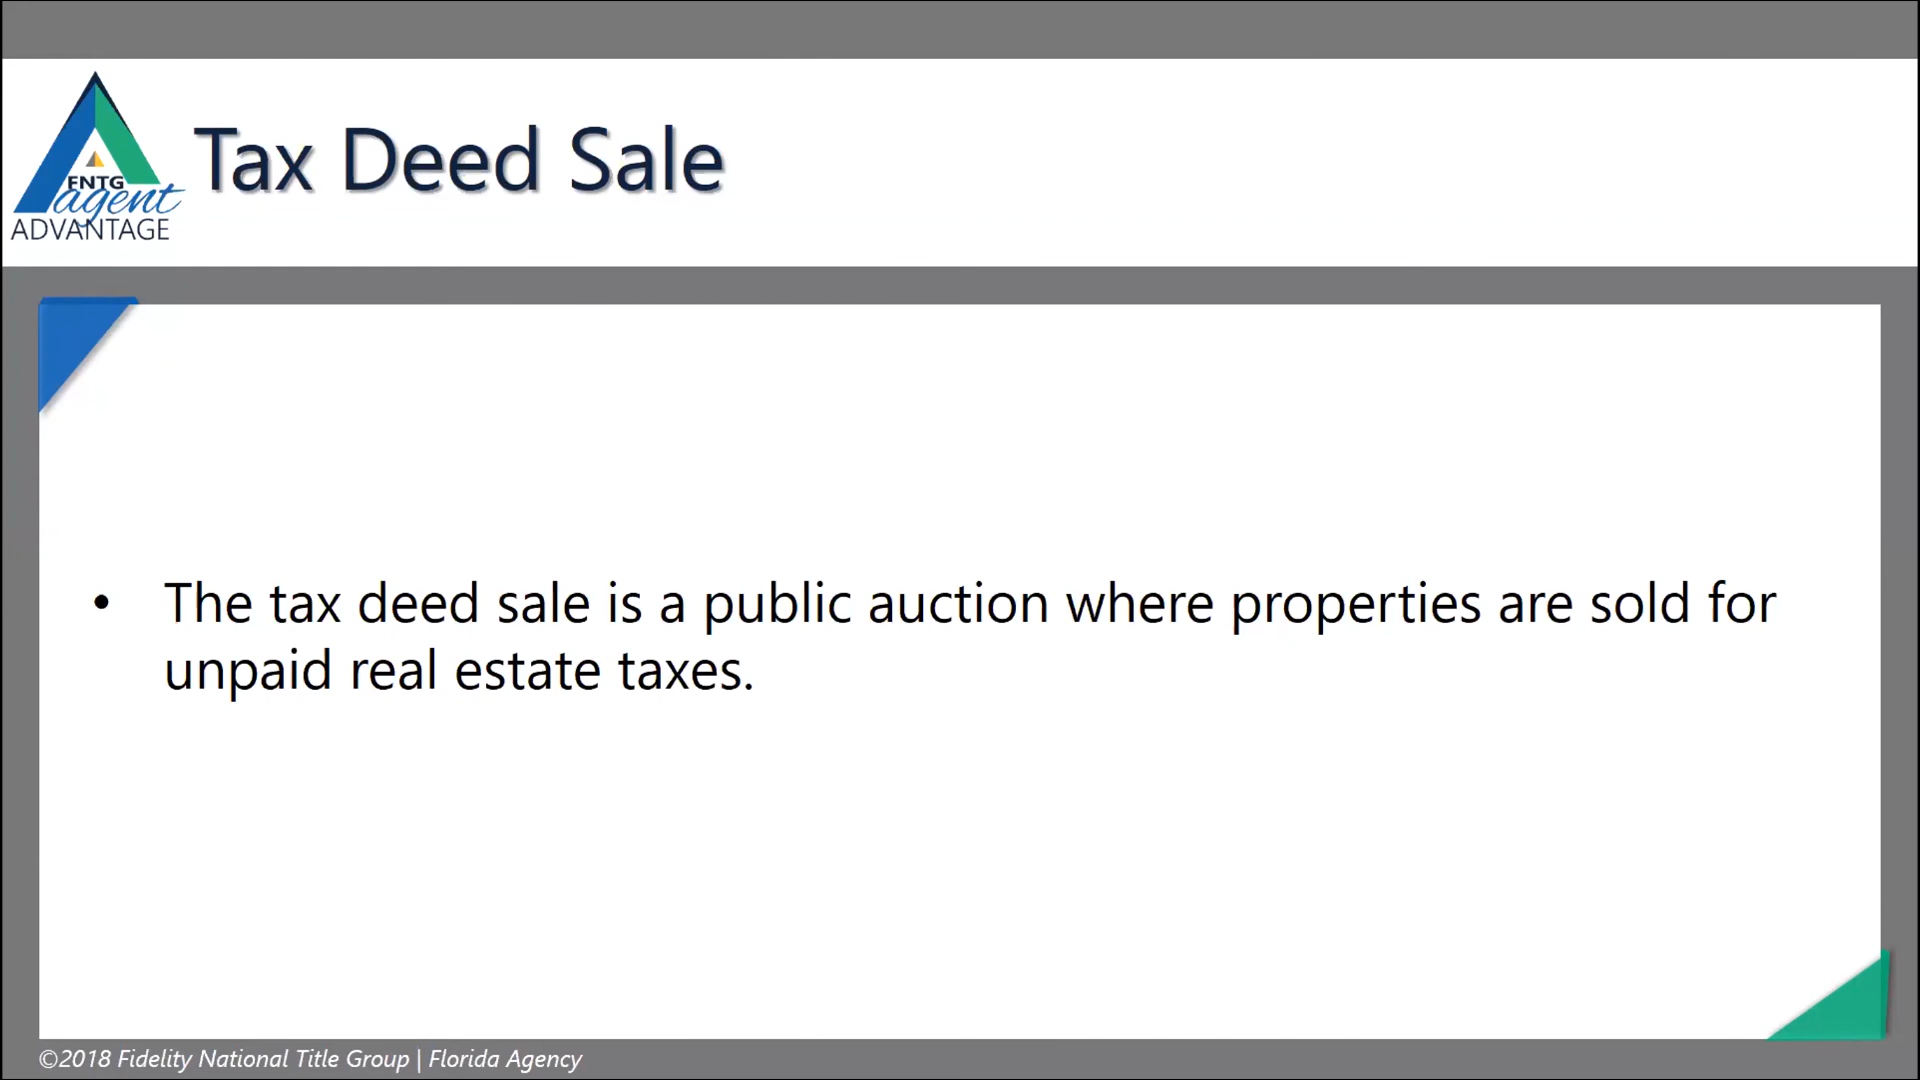 FNTG
agent
ADVANTAGE
Tax Deed Sale
• The tax deed sale is a public auction where properties are sold for
unpaid real estate taxes.
©2018 Fidelity National Title Group | Florida Agency